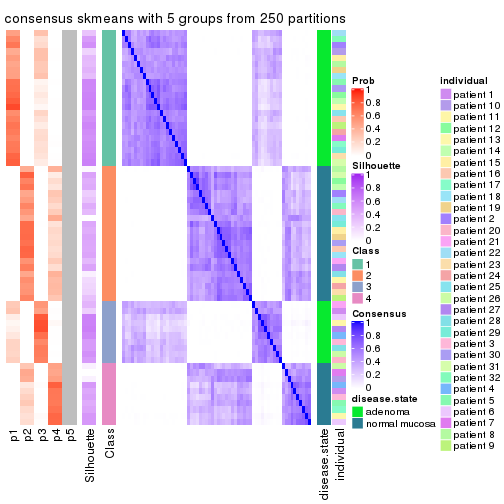 consensus skmeans with 5 groups from 250 partitions
p1
p2
p3
p4
p5
Silhouette
Class
disease.state
individual
Prob
1
0.8
0.6
0.4
0.2
0
Silhouette
1
0.8
0.6
0.4
0.2
0
Class
1
2
3
4
Consensus
1
0.8
0.6
0.4
0.2
0
disease.state
adenoma
normal mucosa
individual
patient 1
patient 10
patient 11
patient 12
patient 13
patient 14
patient 15
patient 16
patient 17
patient 18
patient 19
patient 2
patient 20
patient 21
patient 22
patient 23
patient 24
patient 25
patient 26
patient 27
patient 28
patient 29
patient 3
patient 30
patient 31
patient 32
patient 4
patient 5
patient 6
patient 7
patient 8
patient 9